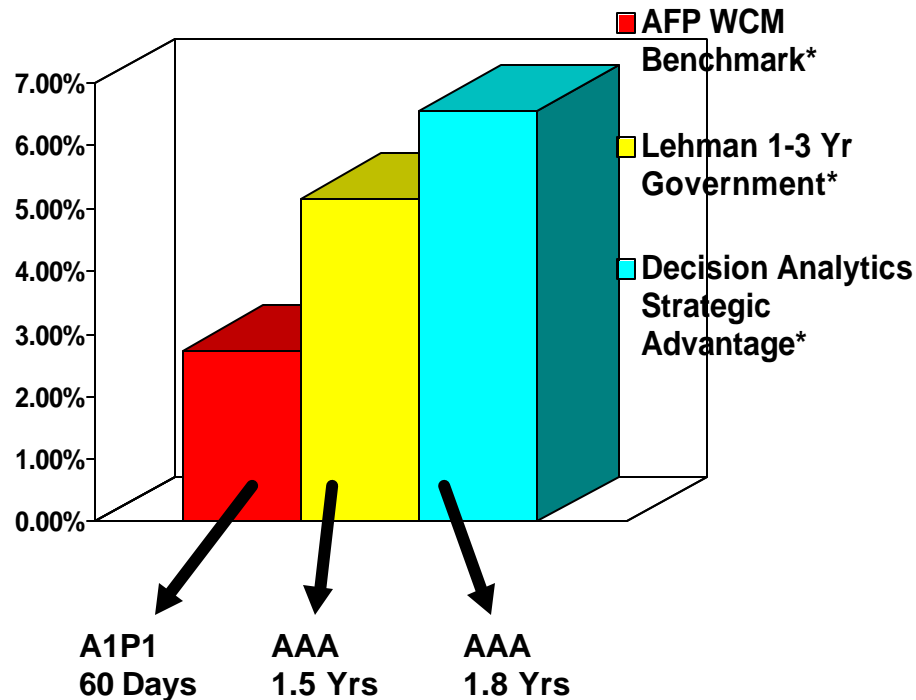 AFP WCM
Benchmark*
Lehman 1-3 Yr
Government*
Decision Analytics
Strategic
Advantage*
7.00%
6.00%
5.00%
4.00%
3.00%
2.00%
1.00%
0.00%
A1P1
60 Days
AAA
1.5 Yrs
AAA
1.8 Yrs